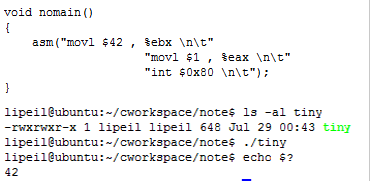 void nomain()
{
    asm("movl $42 , %ebx \n\t"
            "movl $1 , %eax \n\t"
            "int $0x80 \n\t");
}
lipeil@ubuntu:~/cworkspace/note$ ls -al tiny
-rwxrwxr-x 1 lipeil lipeil 648 Jul 29 00:43 tiny
lipeil@ubuntu:~/cworkspace/note$ ./tiny
lipeil@ubuntu:~/cworkspace/note$ echo $?
42